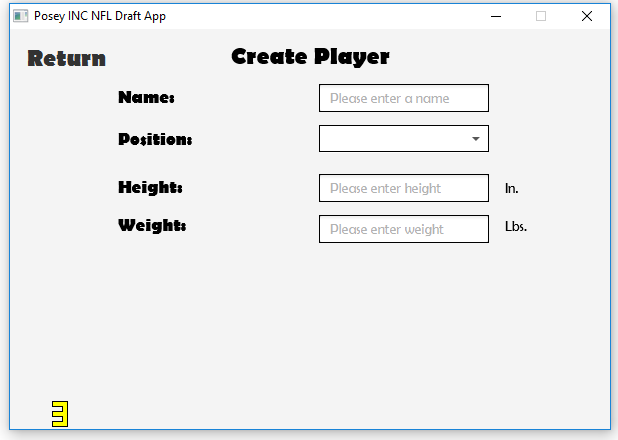 Posey INC NFL Draft App
Return
Create Player
Name:
Please enter a name
Position:
Height:
Please enter height
In.
Weight:
Please enter weight
Lbs.